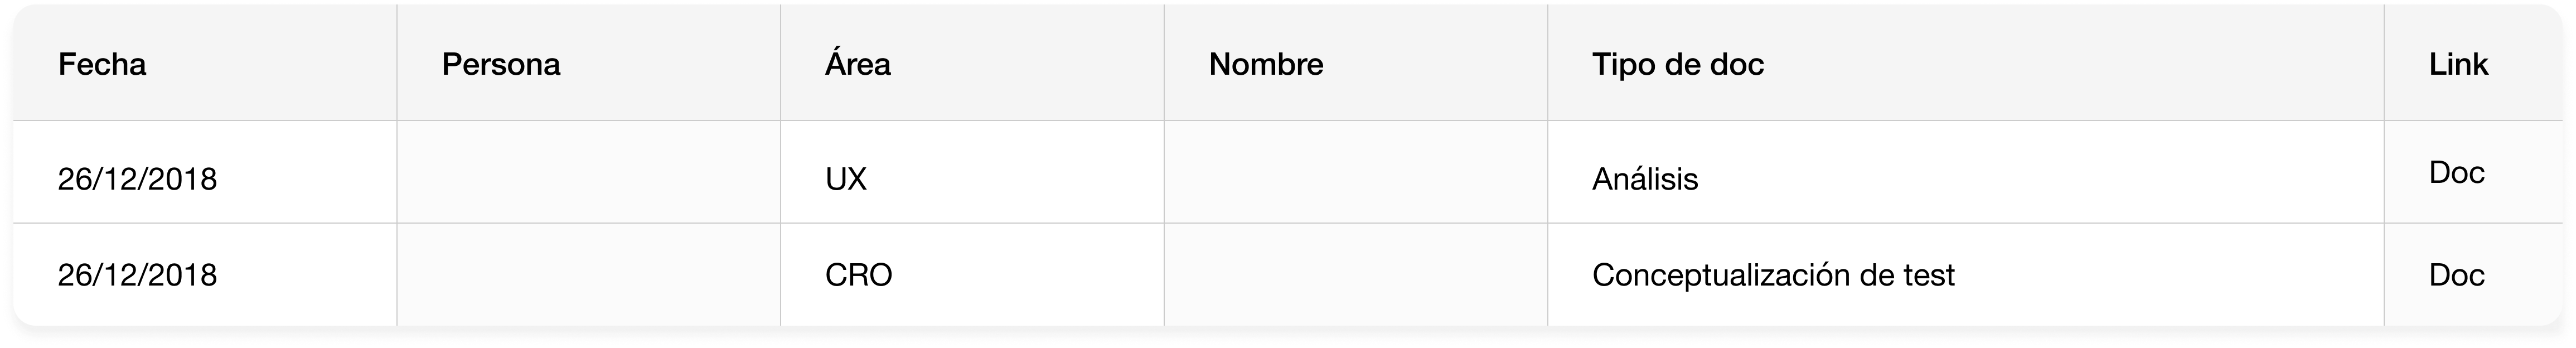 Fecha Persona Área Nombre Tipo de doc Link
26/12/2018 UX Análisis Doc
26/12/2018 CRO Conceptualización de test Doc